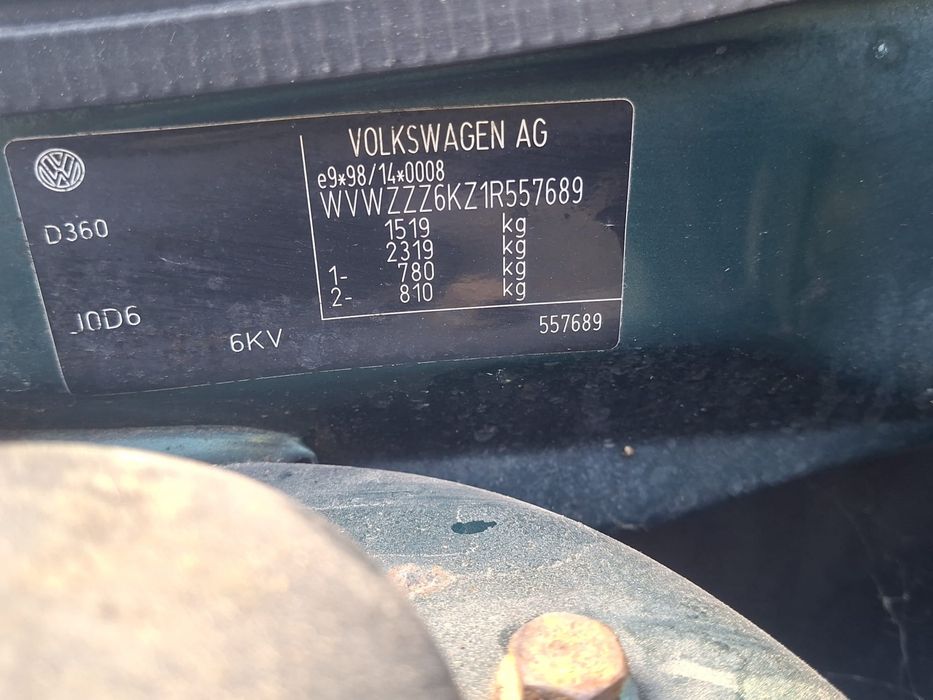 VOLKSWAGEN AG
e9*98/14*0008
WVWZZZ6KZ1R557689
1519 kg
2319 kg
1- 780 kg
2- 810 kg
D360
J0D6
6KV
557689